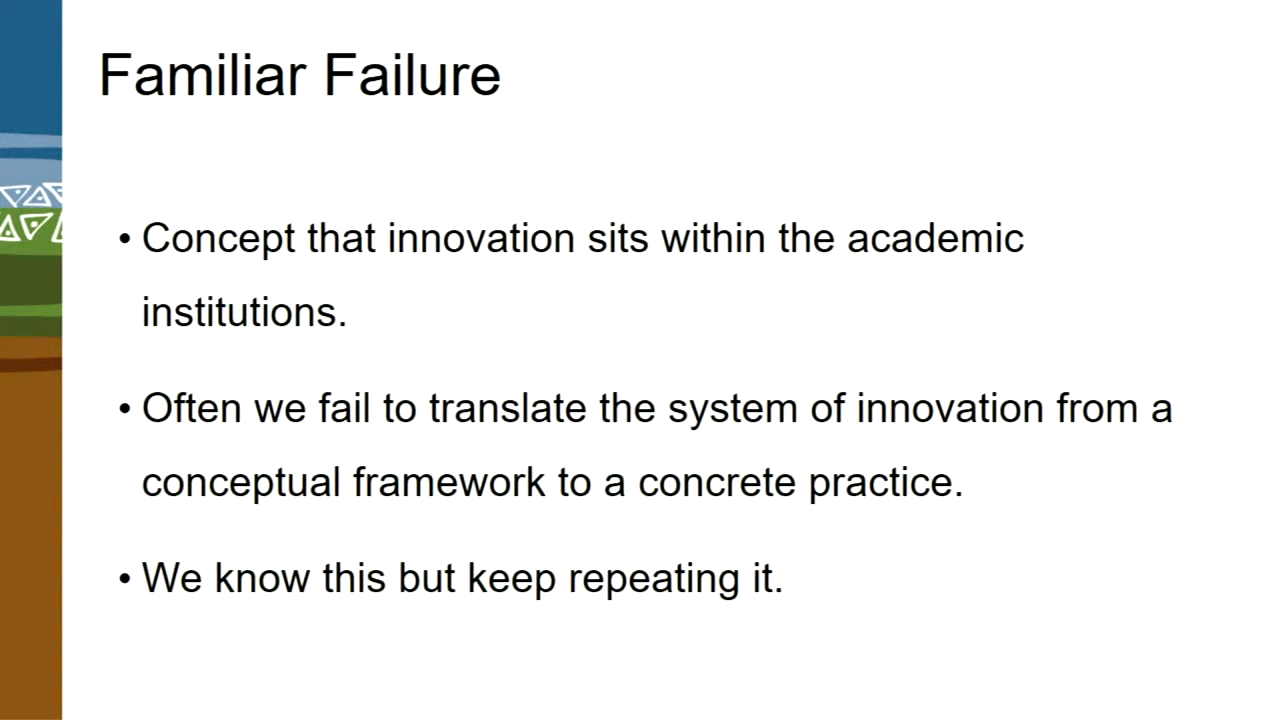 Familiar Failure
• Concept that innovation sits within the academic
institutions.
• Often we fail to translate the system of innovation from a
conceptual framework to a concrete practice.
• We know this but keep repeating it.